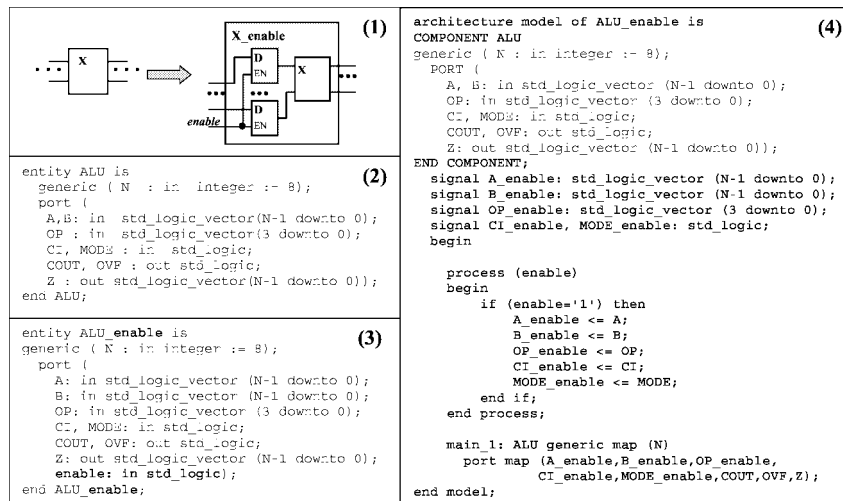 (1)
X
X_enable
D
EN
X
D
EN
enable
(2)
entity ALU is
generic ( N : in integer :- 8);
port (
A,B: in std_logic_vector(N-1 downto 0);
OP : in std_logic_vector(3 downto 0);
CI, MODE : in std_logic;
COUT, OVF : out std_logic;
Z : out std_logic_vector(N-1 downto 0));
end ALU;
(3)
entity ALU_enable is
generic ( N : in integer := 8);
port (
A: in std_logic_vector (N-1 downto 0);
B: in std_logic_vector (N-1 downto 0);
OP: in std_logic_vector (3 downto 0);
CI, MODE: in std_logic;
COUT, OVF: out std_logic;
Z: out std_logic_vector (N-1 downto 0);
enable: in std_logic);
end ALU_enable;
(4)
architecture model of ALU_enable is
COMPONENT ALU
generic ( N : in integer :- 8);
PORT (
A, B: in std_logic_vector (N-1 downto 0);
OP: in std_logic_vector (3 downto 0);
CI, MODE: in std_logic;
COUT, OVF: out std_logic;
Z: out std_logic_vector (N-1 downto 0));
END COMPONENT;
signal A_enable: std_logic_vector (N-1 downto 0);
signal B_enable: std_logic_vector (N-1 downto 0);
signal OP_enable: std_logic_vector (3 downto 0);
signal CI_enable, MODE_enable: std_logic;
begin
process (enable)
begin
if (enable='1') then
A_enable <= A;
B_enable <= B;
OP_enable <= OP;
CI_enable <= CI;
MODE_enable <= MODE;
end if;
end process;
main_1: ALU generic map (N)
port map (A_enable,B_enable,OP_enable,
CI_enable,MODE_enable,COUT,OVF,Z);
end model;